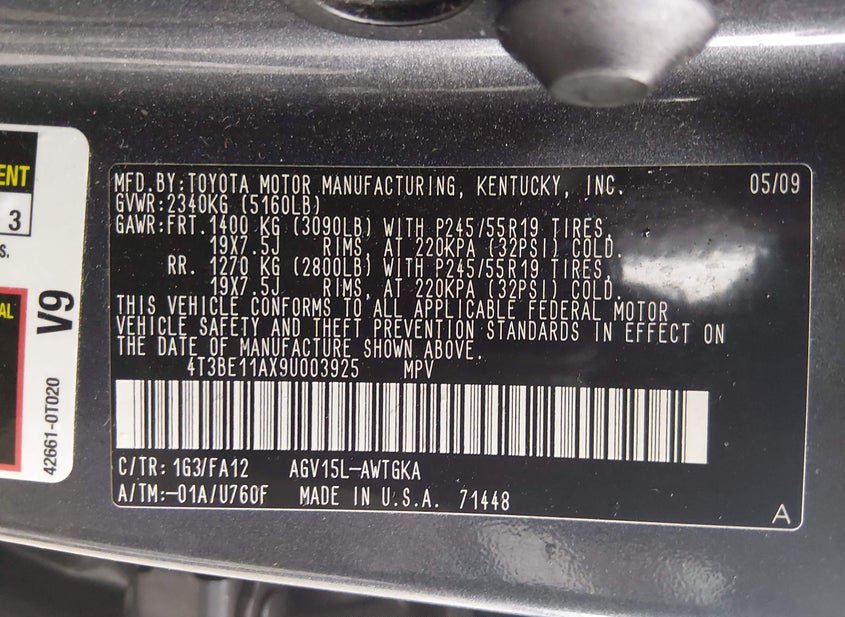 ENT
3
S.
AL
V9
42661-0T020
MFD.BY:TOYOTA MOTOR MANUFACTURING, KENTUCKY, INC. 05/09
GVWR:2340KG (5160LB)
GAWR:FRT.1400 KG (3090LB) WITH P245/55R19 TIRES,
19X7.5J RIMS, AT 220KPA (32PSI) COLD.
RR. 1270 KG (2800LB) WITH P245/55R19 TIRES,
19X7.5J RIMS, AT 220KPA (32PSI) COLD.
THIS VEHICLE CONFORMS TO ALL APPLICABLE FEDERAL MOTOR
VEHICLE SAFETY AND THEFT PREVENTION STANDARDS IN EFFECT ON
THE DATE OF MANUFACTURE SHOWN ABOVE.
4T3BE11AX9U003925 MPV
C/TR: 1G3/FA12 AGV15L-AWTGKA
A/TM:-01A/U760F MADE IN U.S.A. 71448
A